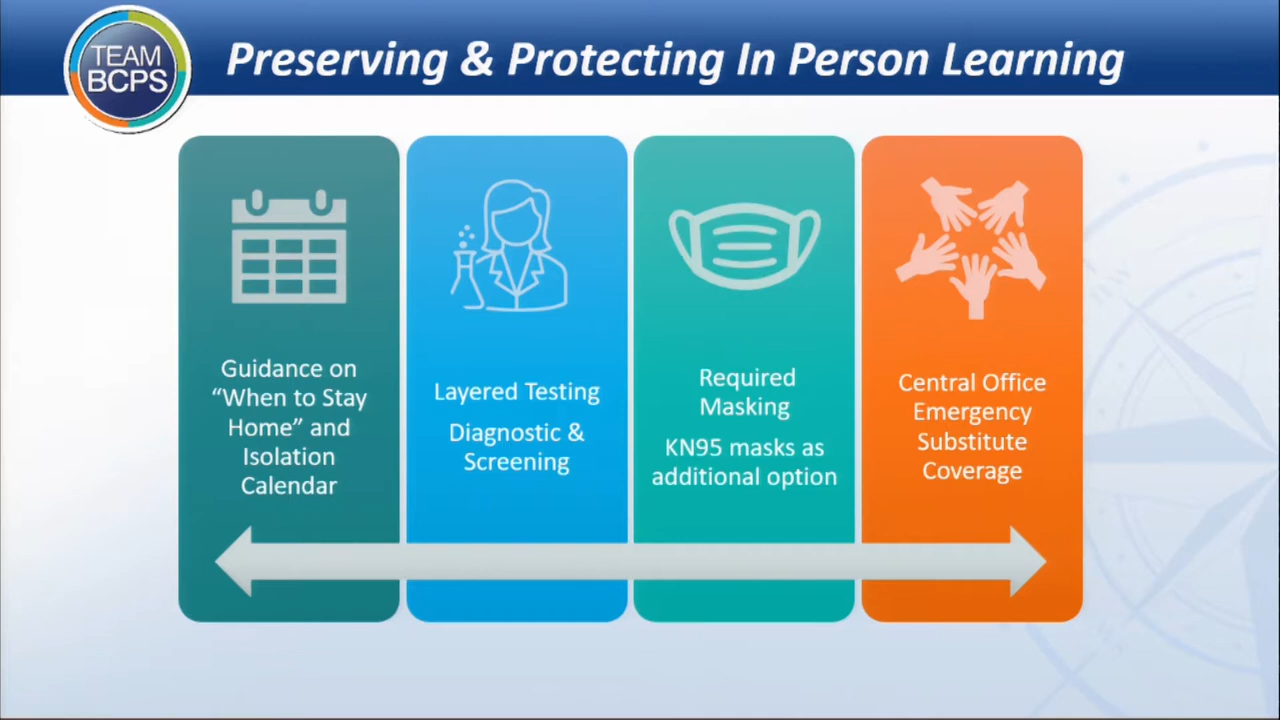 TEAM
BCPS
Preserving & Protecting In Person Learning
Guidance on
“When to Stay
Home” and
Isolation
Calendar
Layered Testing
Diagnostic &
Screening
Required
Masking
KN95 masks as
additional option
Central Office
Emergency
Substitute
Coverage